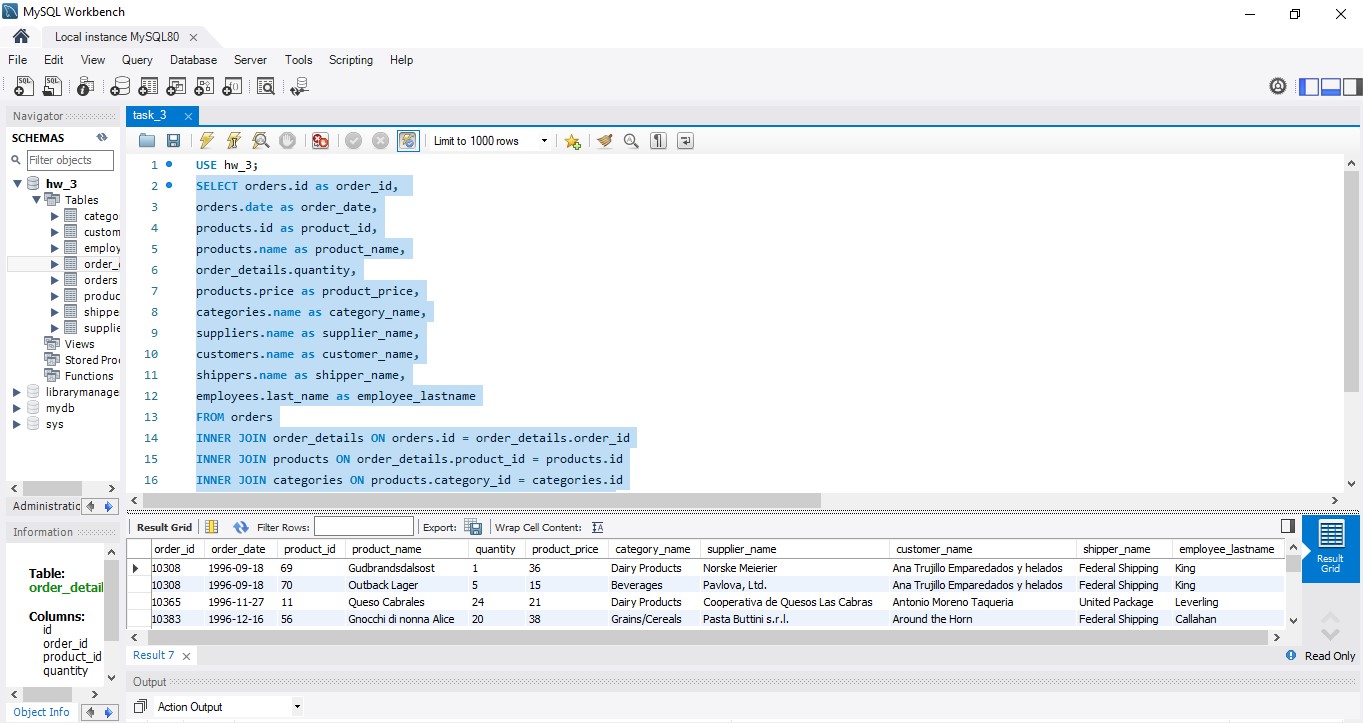 MySQL Workbench
Local instance MySQL80
File Edit View Query Database Server Tools Scripting Help
Navigator
SCHEMAS
Filter objects
hw_3
Tables
catego
custom
employ
order_
orders
produc
shippe
supplie
Views
Stored Pro
Functions
librarymanage
mydb
sys
Administratio
Information
Table:
order_detail
Columns:
id
order_id
product_id
quantity
Object Info
task_3
Limit to 1000 rows
1 USE hw_3;
2 SELECT orders.id as order_id,
3 orders.date as order_date,
4 products.id as product_id,
5 products.name as product_name,
6 order_details.quantity,
7 products.price as product_price,
8 categories.name as category_name,
9 suppliers.name as supplier_name,
10 customers.name as customer_name,
11 shippers.name as shipper_name,
12 employees.last_name as employee_lastname
13 FROM orders
14 INNER JOIN order_details ON orders.id = order_details.order_id
15 INNER JOIN products ON order_details.product_id = products.id
16 INNER JOIN categories ON products.category_id = categories.id
Result Grid Filter Rows: Export: Wrap Cell Content:
order_id order_date product_id product_name quantity product_price category_name supplier_name customer_name shipper_name employee_lastname
10308 1996-09-18 69 Gudbrandsdalsost 1 36 Dairy Products Norske Meierier Ana Trujillo Emparedados y helados Federal Shipping King
10308 1996-09-18 70 Outback Lager 5 15 Beverages Pavlova, Ltd. Ana Trujillo Emparedados y helados Federal Shipping King
10365 1996-11-27 11 Queso Cabrales 24 21 Dairy Products Cooperativa de Quesos Las Cabras Antonio Moreno Taqueria United Package Leverling
10383 1996-12-16 56 Gnocchi di nonna Alice 20 38 Grains/Cereals Pasta Buttini s.r.l. Around the Horn Federal Shipping Callahan
Result
Grid
Result 7
Read Only
Output
Action Output